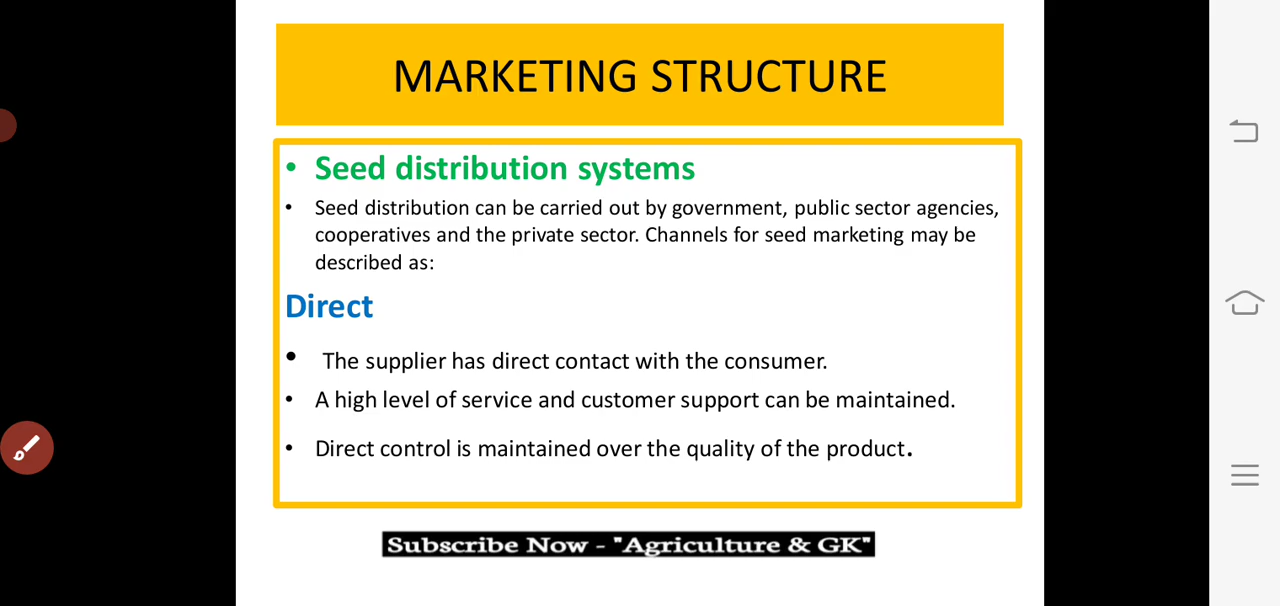 MARKETING STRUCTURE
• Seed distribution systems
• Seed distribution can be carried out by government, public sector agencies,
cooperatives and the private sector. Channels for seed marketing may be
described as:
Direct
• The supplier has direct contact with the consumer.
• A high level of service and customer support can be maintained.
• Direct control is maintained over the quality of the product.
Subscribe Now - "Agriculture & GK"